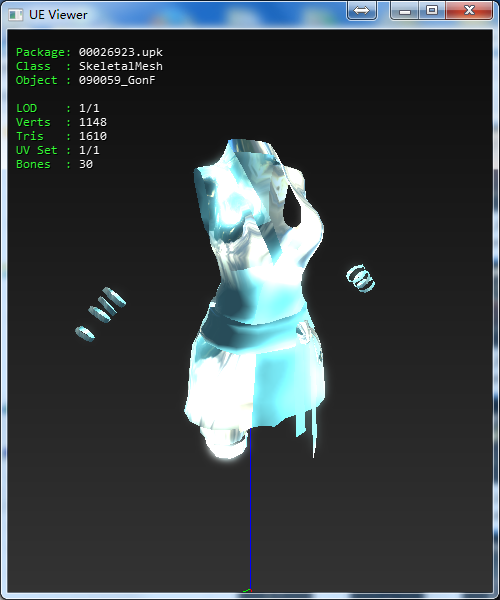 UE Viewer
Package: 00026923.upk
Class : SkeletalMesh
Object : 090059_GonF
LOD : 1/1
Verts : 1148
Tris : 1610
UV Set : 1/1
Bones : 30